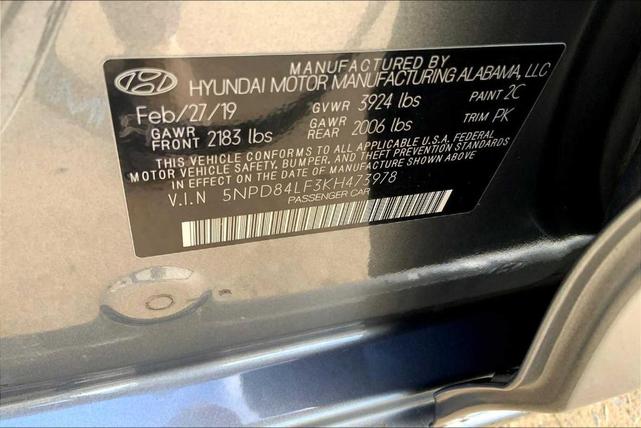 MANUFACTURED BY
HYUNDAI MOTOR MANUFACTURING ALABAMA, LLC
Feb/27/19 GVWR 3924 lbs PAINT 2C
GAWR FRONT 2183 lbs GAWR REAR 2006 lbs TRIM PK
THIS VEHICLE CONFORMS TO ALL APPLICABLE U.S.A. FEDERAL
MOTOR VEHICLE SAFETY, BUMPER, AND THEFT PREVENTION STANDARDS
IN EFFECT ON THE DATE OF MANUFACTURE SHOWN ABOVE.
V.I.N 5NPD84LF3KH473978
PASSENGER CAR